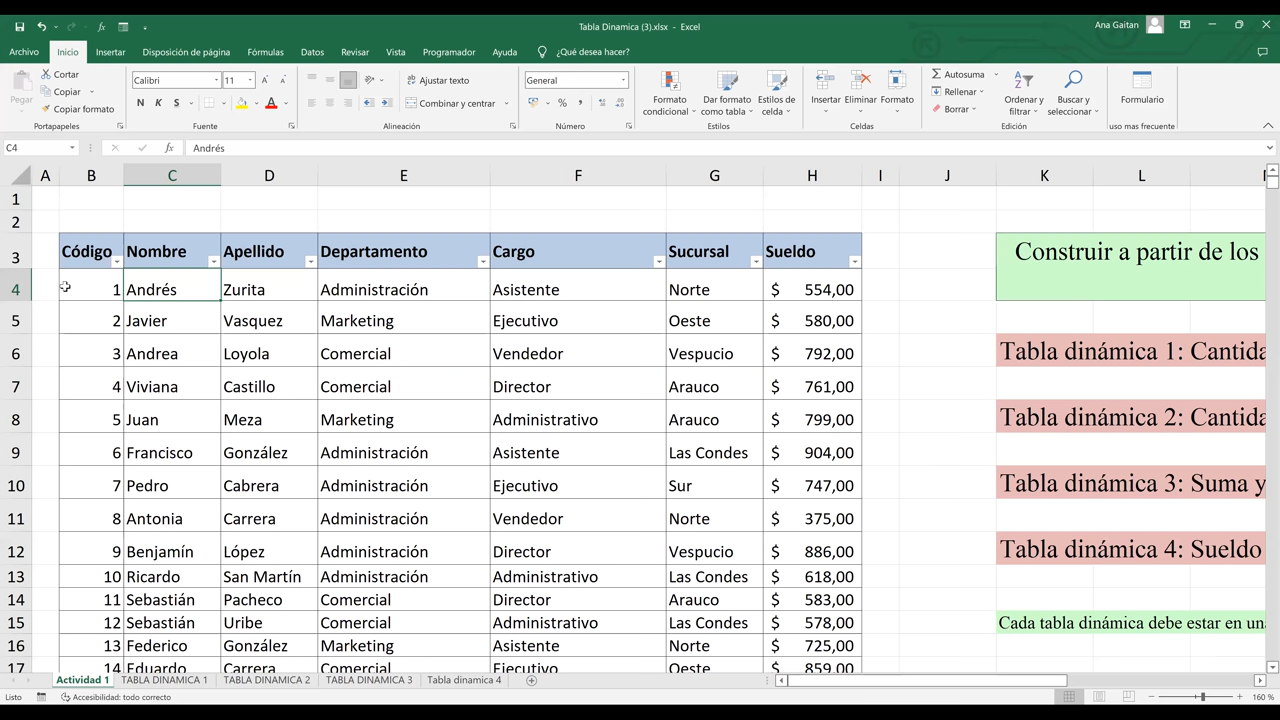 Tabla Dinamica (3).xlsx - Excel
Ana Gaitan
Archivo Inicio Insertar Disposición de página Fórmulas Datos Revisar Vista Programador Ayuda ¿Qué desea hacer?
Pegar
Cortar
Copiar
Copiar formato
Portapapeles
Calibri 11
N K S
Fuente
Ajustar texto
Combinar y centrar
Alineación
General
Número
Formato condicional
Dar formato como tabla
Estilos de celda
Estilos
Insertar Eliminar Formato
Celdas
Autosuma
Rellenar
Borrar
Ordenar y filtrar
Buscar y seleccionar
Edición
Formulario
uso mas frecuente
C4 fx Andrés
A B C D E F G H I J K L
1
2
3 Código Nombre Apellido Departamento Cargo Sucursal Sueldo Construir a partir de los
4 1 Andrés Zurita Administración Asistente Norte $ 554,00
5 2 Javier Vasquez Marketing Ejecutivo Oeste $ 580,00
6 3 Andrea Loyola Comercial Vendedor Vespucio $ 792,00 Tabla dinámica 1: Cantida
7 4 Viviana Castillo Comercial Director Arauco $ 761,00
8 5 Juan Meza Marketing Administrativo Arauco $ 799,00 Tabla dinámica 2: Cantida
9 6 Francisco González Administración Asistente Las Condes $ 904,00
10 7 Pedro Cabrera Administración Ejecutivo Sur $ 747,00 Tabla dinámica 3: Suma y
11 8 Antonia Carrera Administración Vendedor Norte $ 375,00
12 9 Benjamín López Administración Director Vespucio $ 886,00 Tabla dinámica 4: Sueldo
13 10 Ricardo San Martín Administración Administrativo Las Condes $ 618,00
14 11 Sebastián Pacheco Comercial Director Arauco $ 583,00
15 12 Sebastián Uribe Comercial Administrativo Las Condes $ 578,00 Cada tabla dinámica debe estar en una
16 13 Federico González Marketing Asistente Norte $ 725,00
17 14 Eduardo Carrera Comercial Ejecutivo Oeste $ 859,00
Actividad 1 TABLA DINAMICA 1 TABLA DINAMICA 2 TABLA DINAMICA 3 Tabla dinamica 4
Listo Accesibilidad: todo correcto 160 %